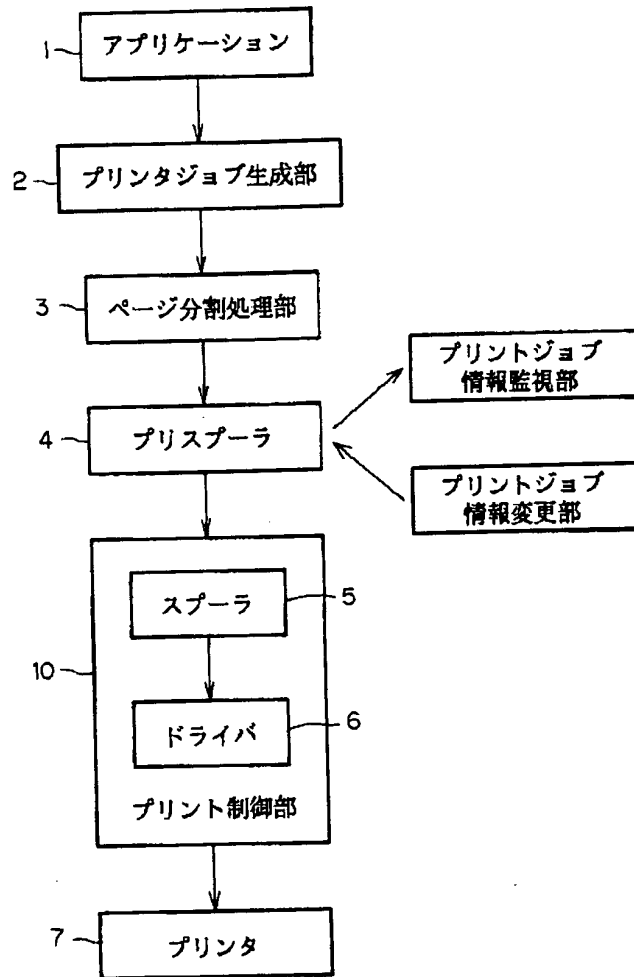 1
アプリケーション
2
プリンタジョブ生成部
3
ページ分割処理部
プリントジョブ
情報監視部
4
プリスプーラ
プリントジョブ
情報変更部
スプーラ
5
10
ドライバ
6
プリント制御部
7
プリンタ